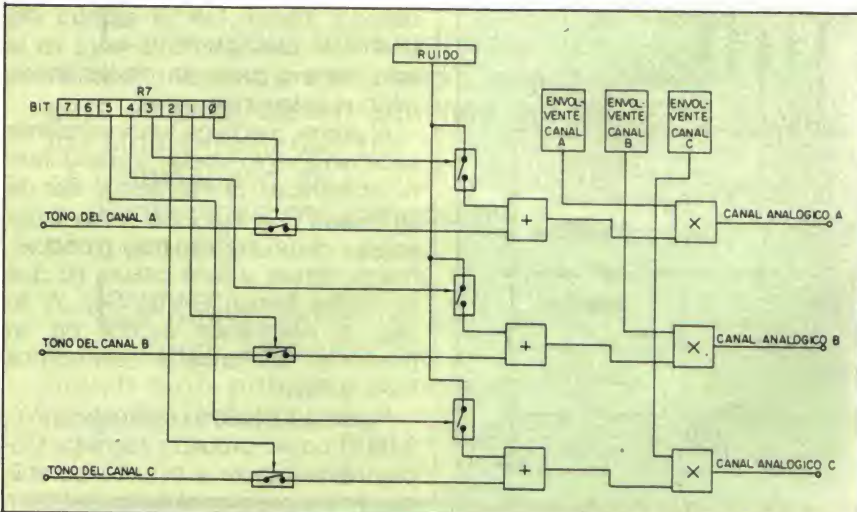 RUIDO
R7
BIT 7 6 5 4 3 2 1 0
ENVOL-
VENTE
CANAL
A
ENVOL-
VENTE
CANAL
B
ENVOL-
VENTE
CANAL
C
TONO DEL CANAL A
+
×
CANAL ANALOGICO A
TONO DEL CANAL B
+
×
CANAL ANALOGICO B
TONO DEL CANAL C
+
×
CANAL ANALOGICO C